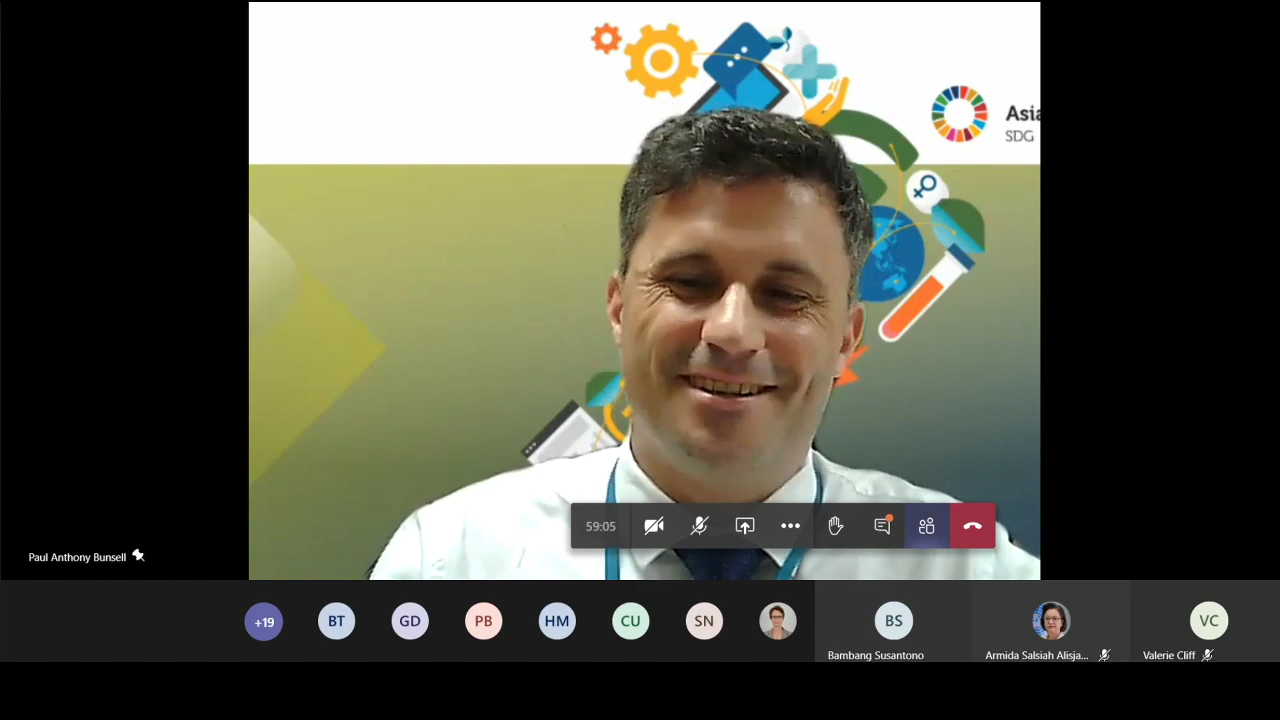 Asia
SDG
59:05
Paul Anthony Bunsell
+19
BT
GD
PB
HM
CU
SN
BS
VC
Bambang Susantono
Armida Salsiah Alisja...
Valerie Cliff